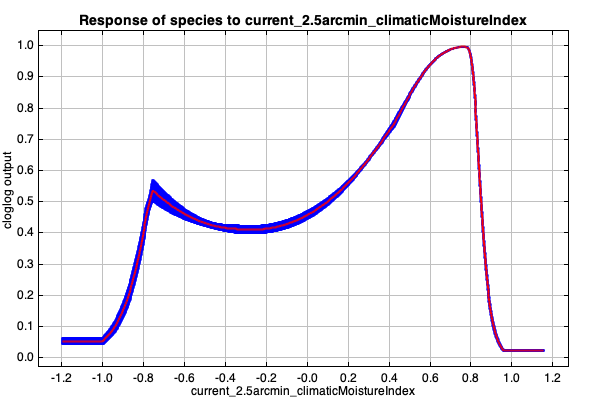 Response of species to current_2.5arcmin_climaticMoistureIndex
cloglog output
1.0
0.9
0.8
0.7
0.6
0.5
0.4
0.3
0.2
0.1
0.0
-1.2 -1.0 -0.8 -0.6 -0.4 -0.2 -0.0 0.2 0.4 0.6 0.8 1.0 1.2
current_2.5arcmin_climaticMoistureIndex